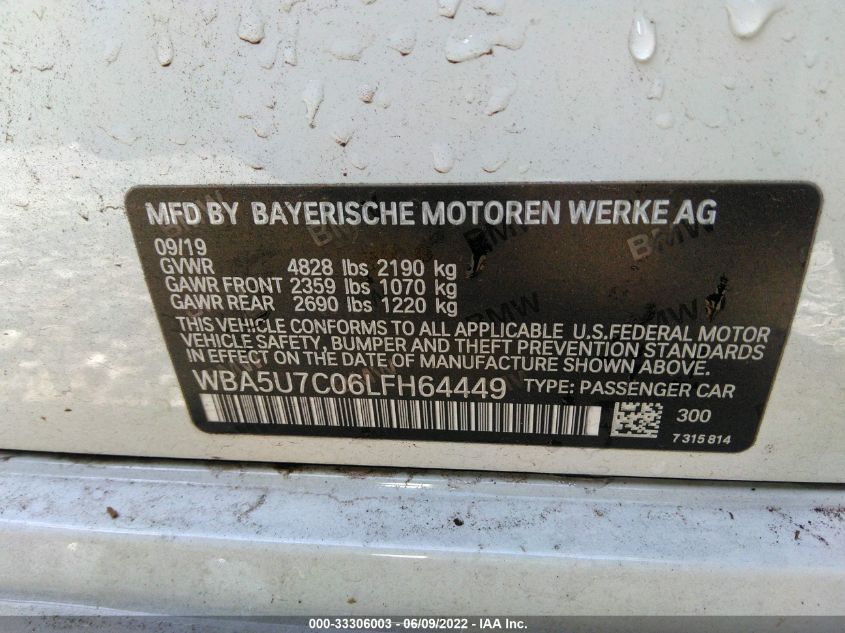 MFD BY BAYERISCHE MOTOREN WERKE AG
09/19
GVWR 4828 lbs 2190 kg
GAWR FRONT 2359 lbs 1070 kg
GAWR REAR 2690 lbs 1220 kg
THIS VEHICLE CONFORMS TO ALL APPLICABLE U.S.FEDERAL MOTOR
VEHICLE SAFETY, BUMPER, AND THEFT PREVENTION STANDARDS
IN EFFECT ON THE DATE OF MANUFACTURE SHOWN ABOVE.
WBA5U7C06LFH64449 TYPE: PASSENGER CAR
300
7 315 814
000-33306003 - 06/09/2022 - IAA Inc.